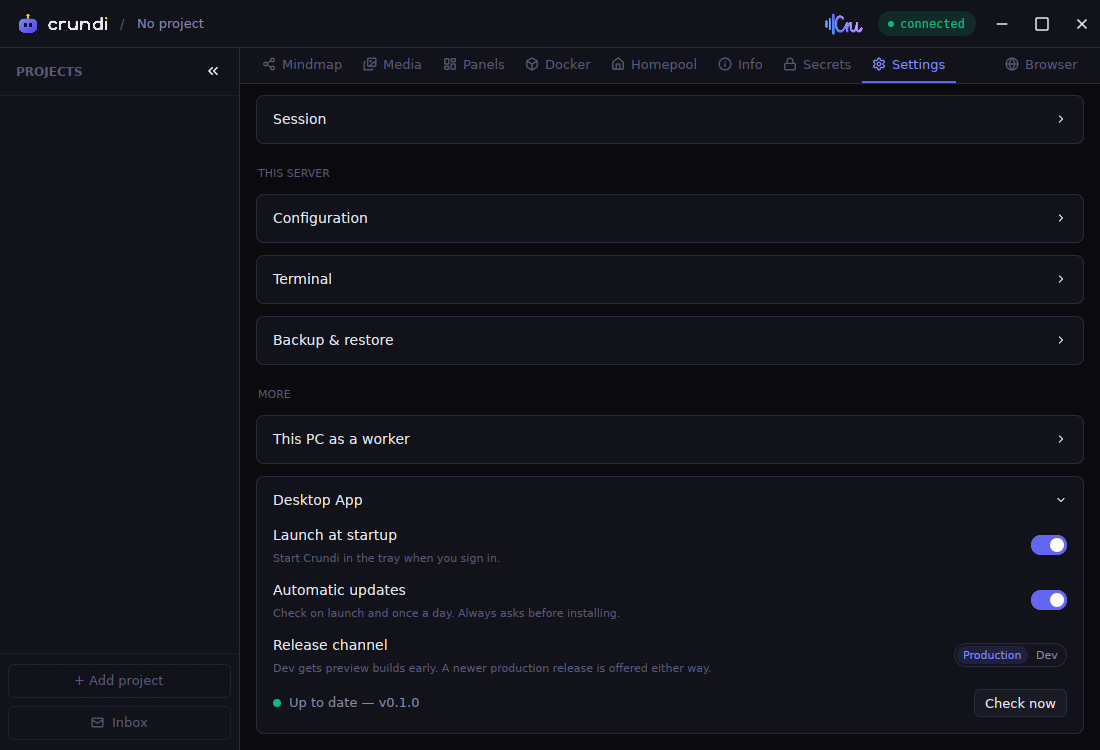 crundi / No project
Cru
connected
PROJECTS
Mindmap Media Panels Docker Homepool Info Secrets Settings Browser
Session
THIS SERVER
Configuration
Terminal
Backup & restore
MORE
This PC as a worker
Desktop App
Launch at startup
Start Crundi in the tray when you sign in.
Automatic updates
Check on launch and once a day. Always asks before installing.
Release channel
Dev gets preview builds early. A newer production release is offered either way.
Production Dev
Up to date — v0.1.0
Check now
+ Add project
Inbox